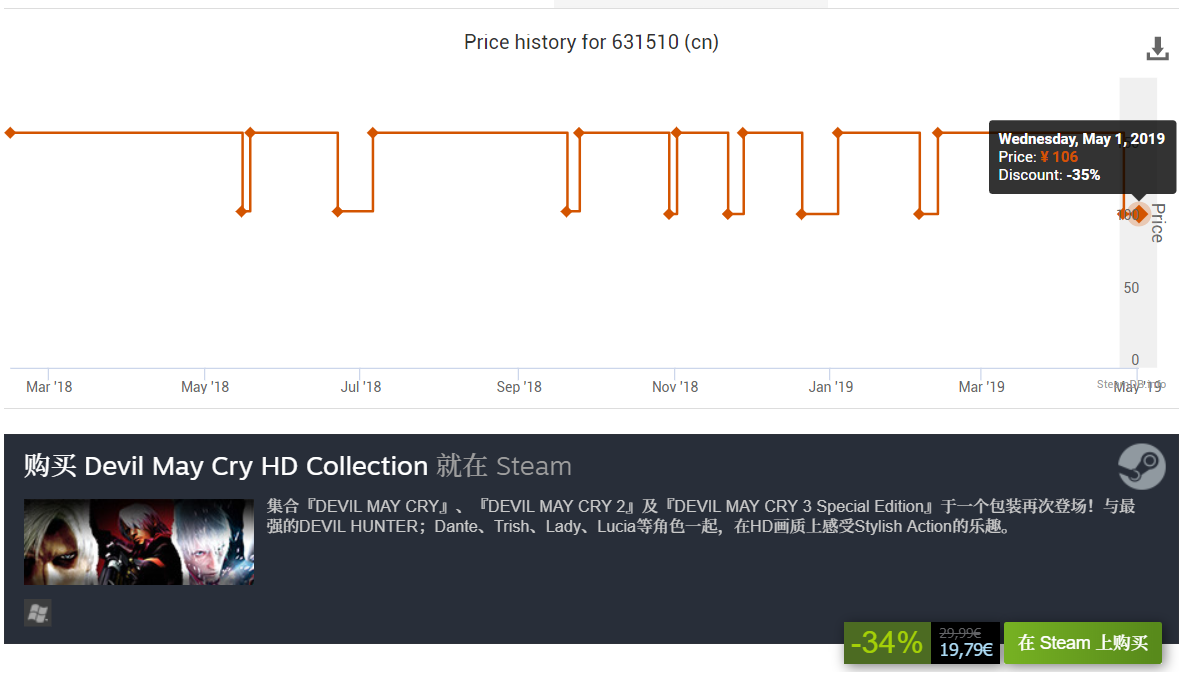 Price history for 631510 (cn)
Wednesday, May 1, 2019
Price: ¥ 106
Discount: -35%
100
Price
50
0
Mar '18
May '18
Jul '18
Sep '18
Nov '18
Jan '19
Mar '19
May '19
SteamDB.info
购买 Devil May Cry HD Collection 就在 Steam
集合『DEVIL MAY CRY』、『DEVIL MAY CRY 2』及『DEVIL MAY CRY 3 Special Edition』于一个包装再次登场！与最
强的DEVIL HUNTER；Dante、Trish、Lady、Lucia等角色一起，在HD画质上感受Stylish Action的乐趣。
-34%
29,99€
19,79€
在 Steam 上购买